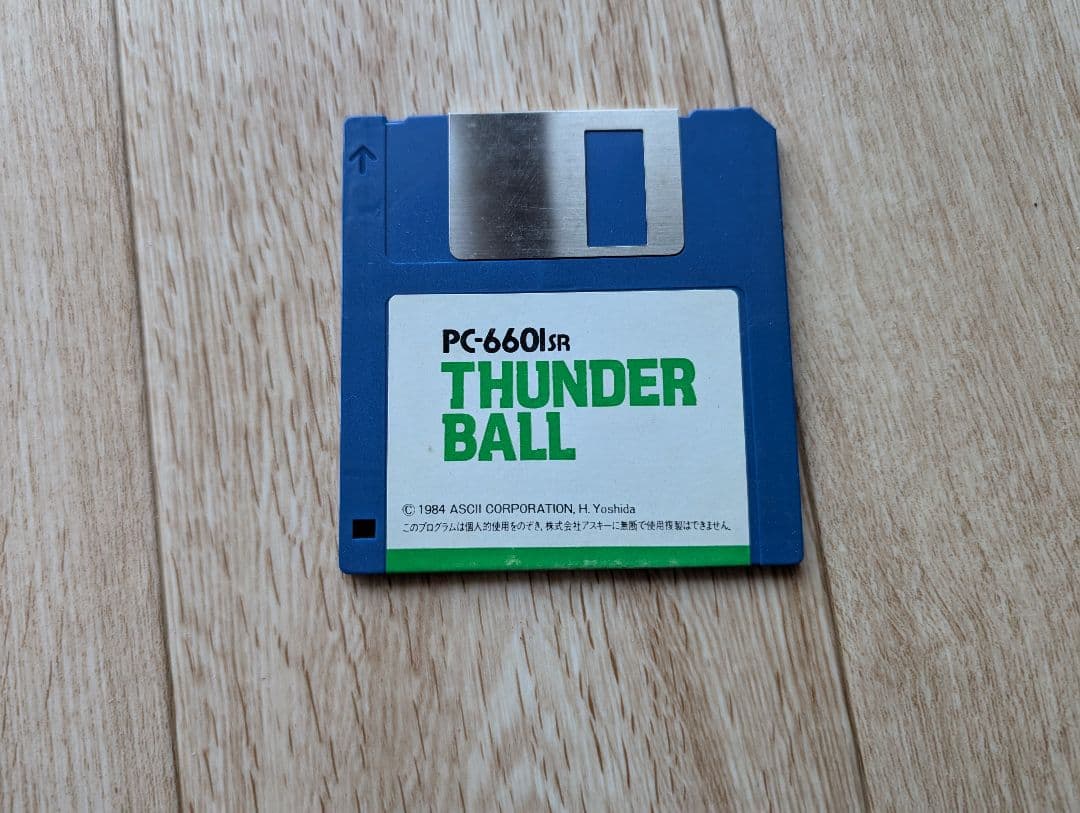 PC-6601SR
THUNDER
BALL
© 1984 ASCII CORPORATION, H. Yoshida
このプログラムは個人的使用をのぞき、株式会社アスキーに無断で使用複製はできません。